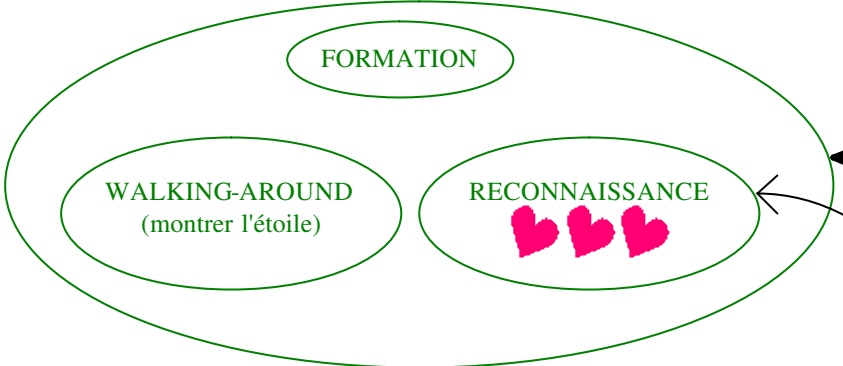 FORMATION
WALKING-AROUND
(montrer l'étoile)
RECONNAISSANCE